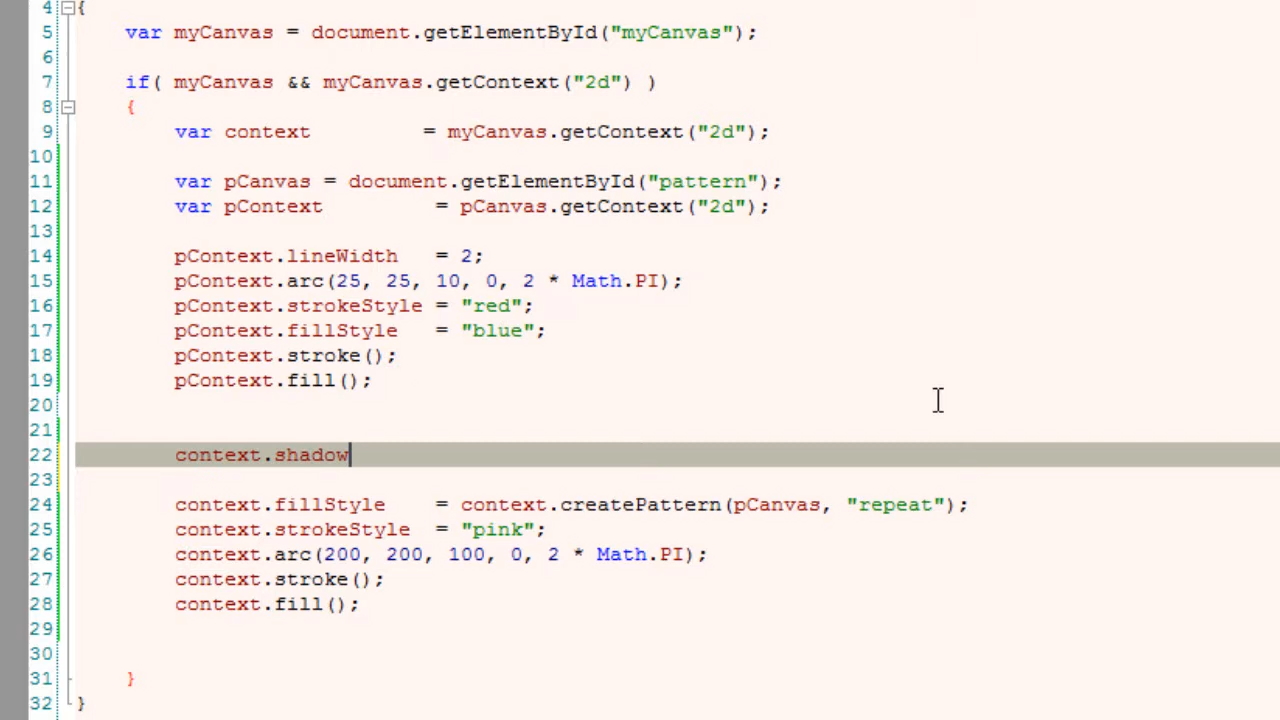 4 {
5 var myCanvas = document.getElementById("myCanvas");
6
7 if( myCanvas && myCanvas.getContext("2d") )
8 {
9 var context = myCanvas.getContext("2d");
10
11 var pCanvas = document.getElementById("pattern");
12 var pContext = pCanvas.getContext("2d");
13
14 pContext.lineWidth = 2;
15 pContext.arc(25, 25, 10, 0, 2 * Math.PI);
16 pContext.strokeStyle = "red";
17 pContext.fillStyle = "blue";
18 pContext.stroke();
19 pContext.fill();
20
21
22 context.shadow
23
24 context.fillStyle = context.createPattern(pCanvas, "repeat");
25 context.strokeStyle = "pink";
26 context.arc(200, 200, 100, 0, 2 * Math.PI);
27 context.stroke();
28 context.fill();
29
30
31 }
32 }